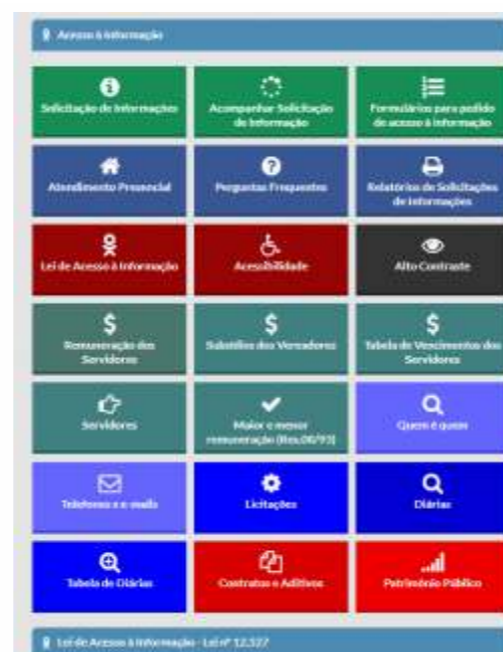 Acesso à Informação
Solicitação de Informações
Acompanhar Solicitação
de Informação
Formulários para pedido
de acesso à informação
Atendimento Presencial
Perguntas Frequentes
Relatórios de Solicitações
de Informações
Lei de Acesso à Informação
Acessibilidade
Alto Contraste
Remuneração dos
Servidores
Subsídios dos Vereadores
Tabela de Vencimentos dos
Servidores
Servidores
Maior e menor
remuneração (Res.08/93)
Quem é quem
Telefones e e-mails
Licitações
Diárias
Tabela de Diárias
Contratos e Aditivos
Patrimônio Público
Lei de Acesso à Informação - Lei nº 12.527